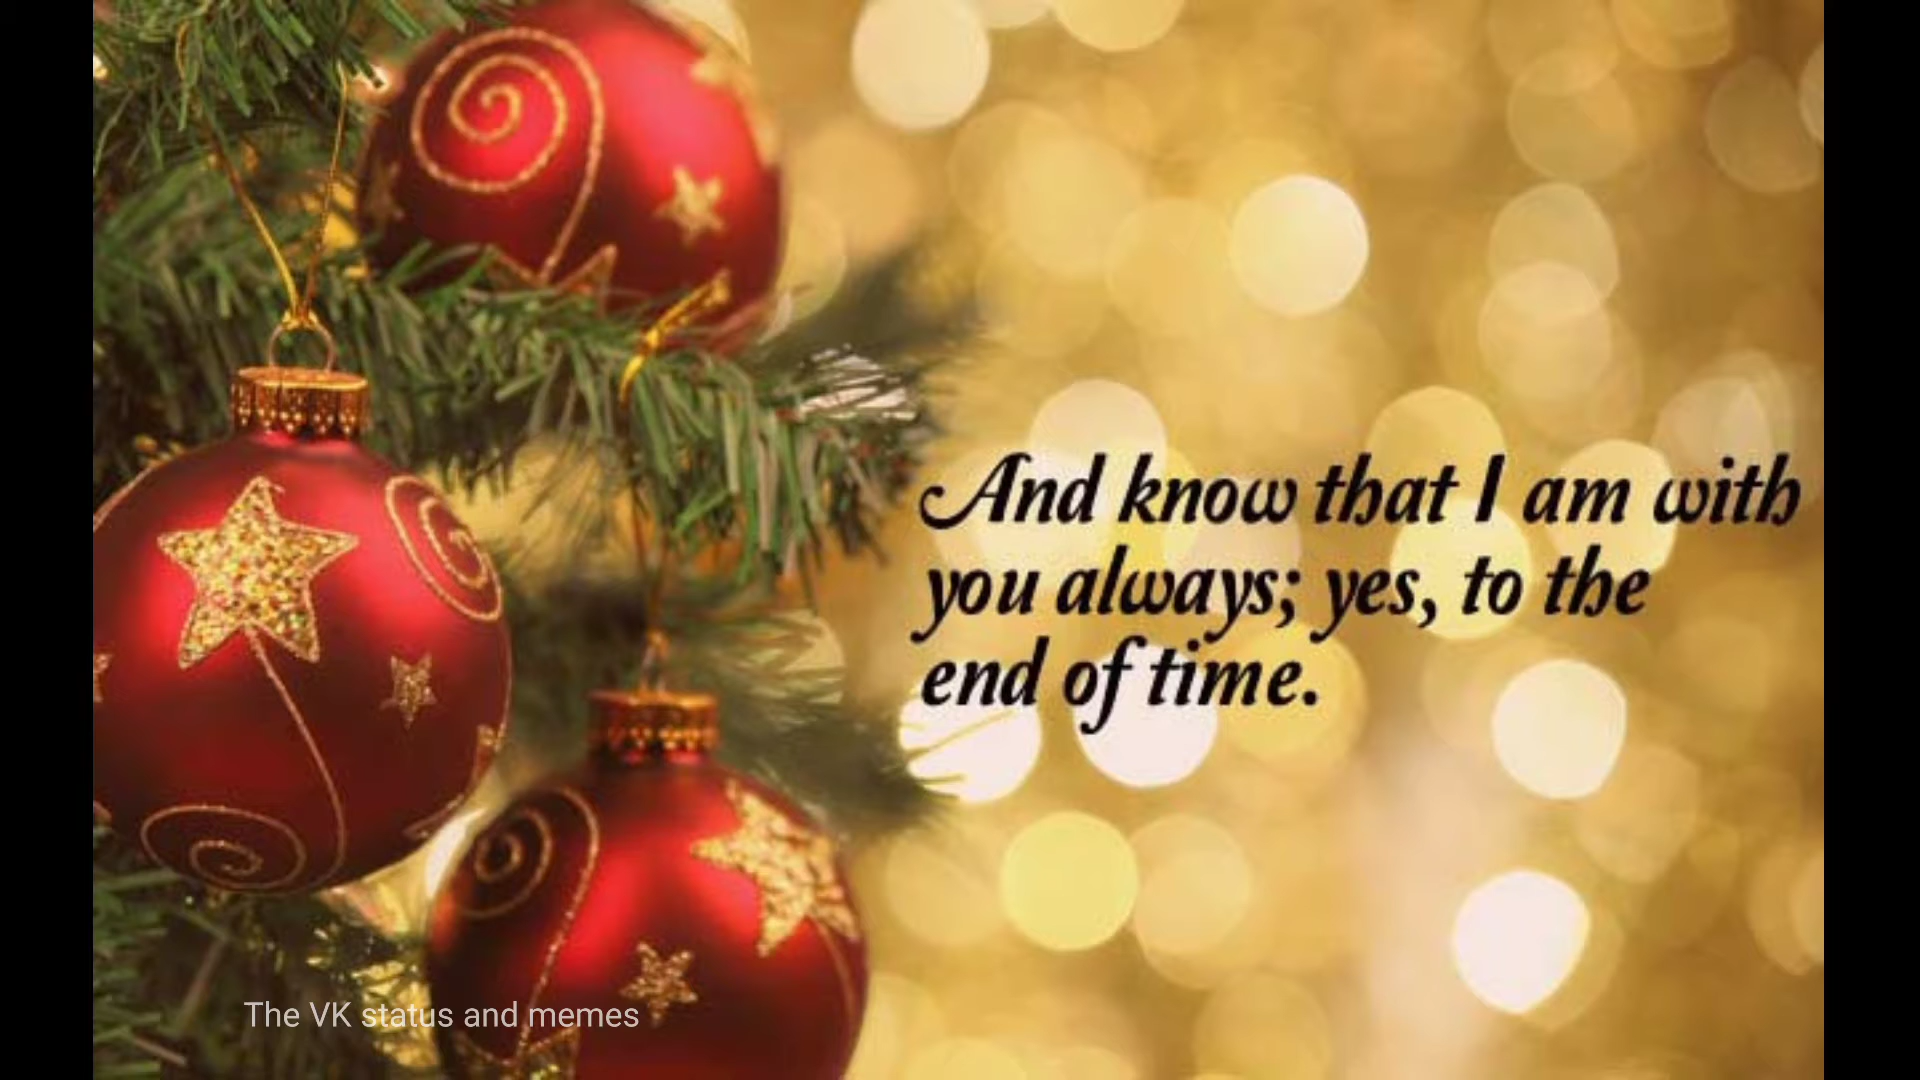 And know that I am with
you always; yes, to the
end of time.
The VK status and memes